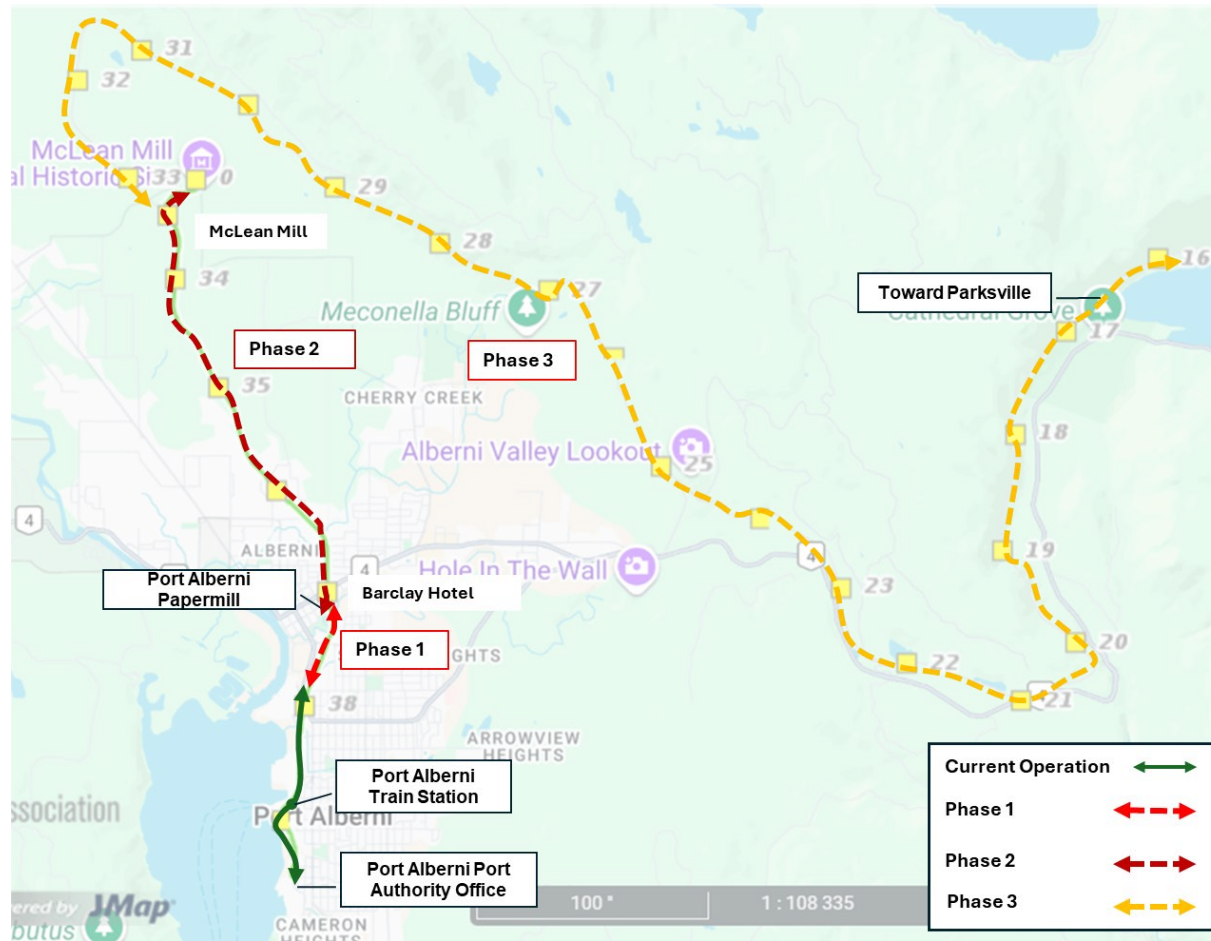 31
32
McLean Mill
al Historic Si
33
0
29
McLean Mill
28
16
34
27
Toward Parksville
Meconella Bluff
Cathedral Grove
17
Phase 2
Phase 3
35
CHERRY CREEK
18
Alberni Valley Lookout
25
4
19
ALBERNI
4
4
Hole In The Wall
Port Alberni
Papermill
Barclay Hotel
23
20
Phase 1
GHTS
22
4
21
38
ARROWVIEW
HEIGHTS
Current Operation
Port Alberni
Train Station
Phase 1
ssociation
Port Alberni
Phase 2
Port Alberni Port
Authority Office
Phase 3
ered by JMap
100 "
1 : 108 335
butus
CAMERON
HEIGHTS